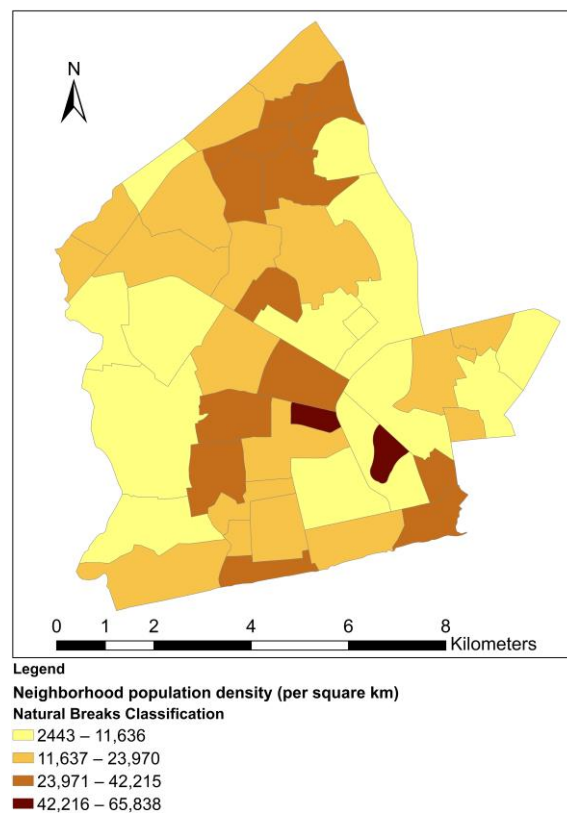 N
0 1 2 4 6 8
Kilometers
Legend
Neighborhood population density (per square km)
Natural Breaks Classification
2443 – 11,636
11,637 – 23,970
23,971 – 42,215
42,216 – 65,838